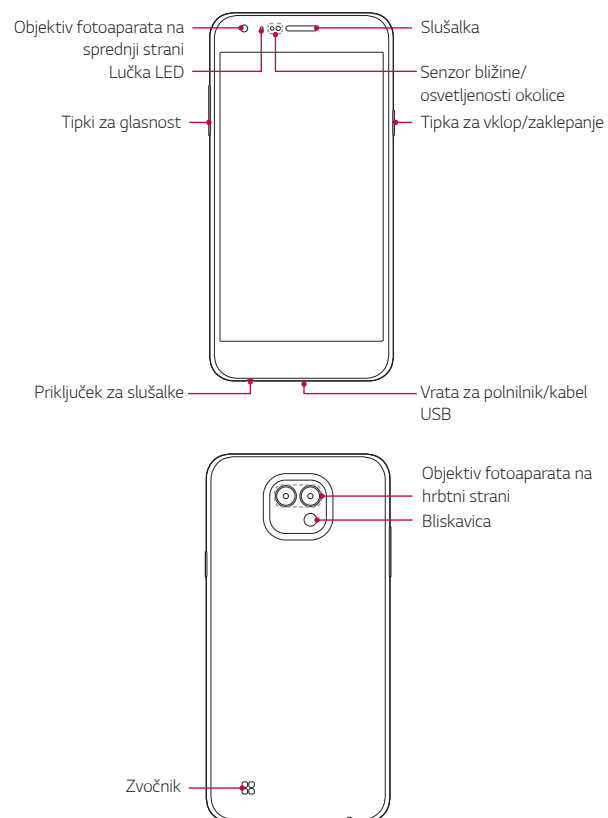 Objektiv fotoaparata na
sprednji strani
Lučka LED
Tipki za glasnost
Slušalka
Senzor bližine/
osvetljenosti okolice
Tipka za vklop/zaklepanje
Priključek za slušalke
Vrata za polnilnik/kabel
USB
Objektiv fotoaparata na
hrbtni strani
Bliskavica
Zvočnik